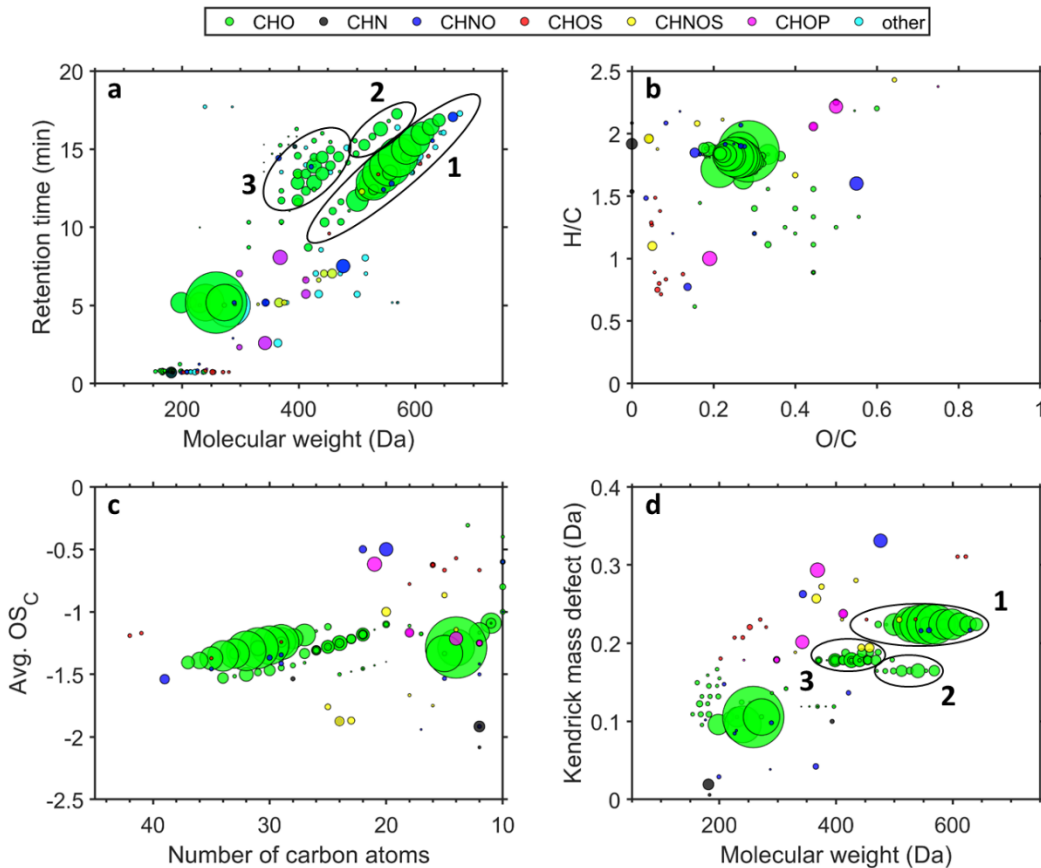 CHO CHN CHNO CHOS CHNOS CHOP other
a
20
15
10
5
0
2
1
3
200 400 600
Retention time (min)
Molecular weight (Da)
b
2.5
2
1.5
1
0.5
0
0 0.2 0.4 0.6 0.8 1
H/C
O/C
c
0
-0.5
-1
-1.5
-2
-2.5
40 30 20 10
Avg. OSC
Number of carbon atoms
d
0.4
0.3
0.2
0.1
0
1
3
2
200 400 600
Kendrick mass defect (Da)
Molecular weight (Da)